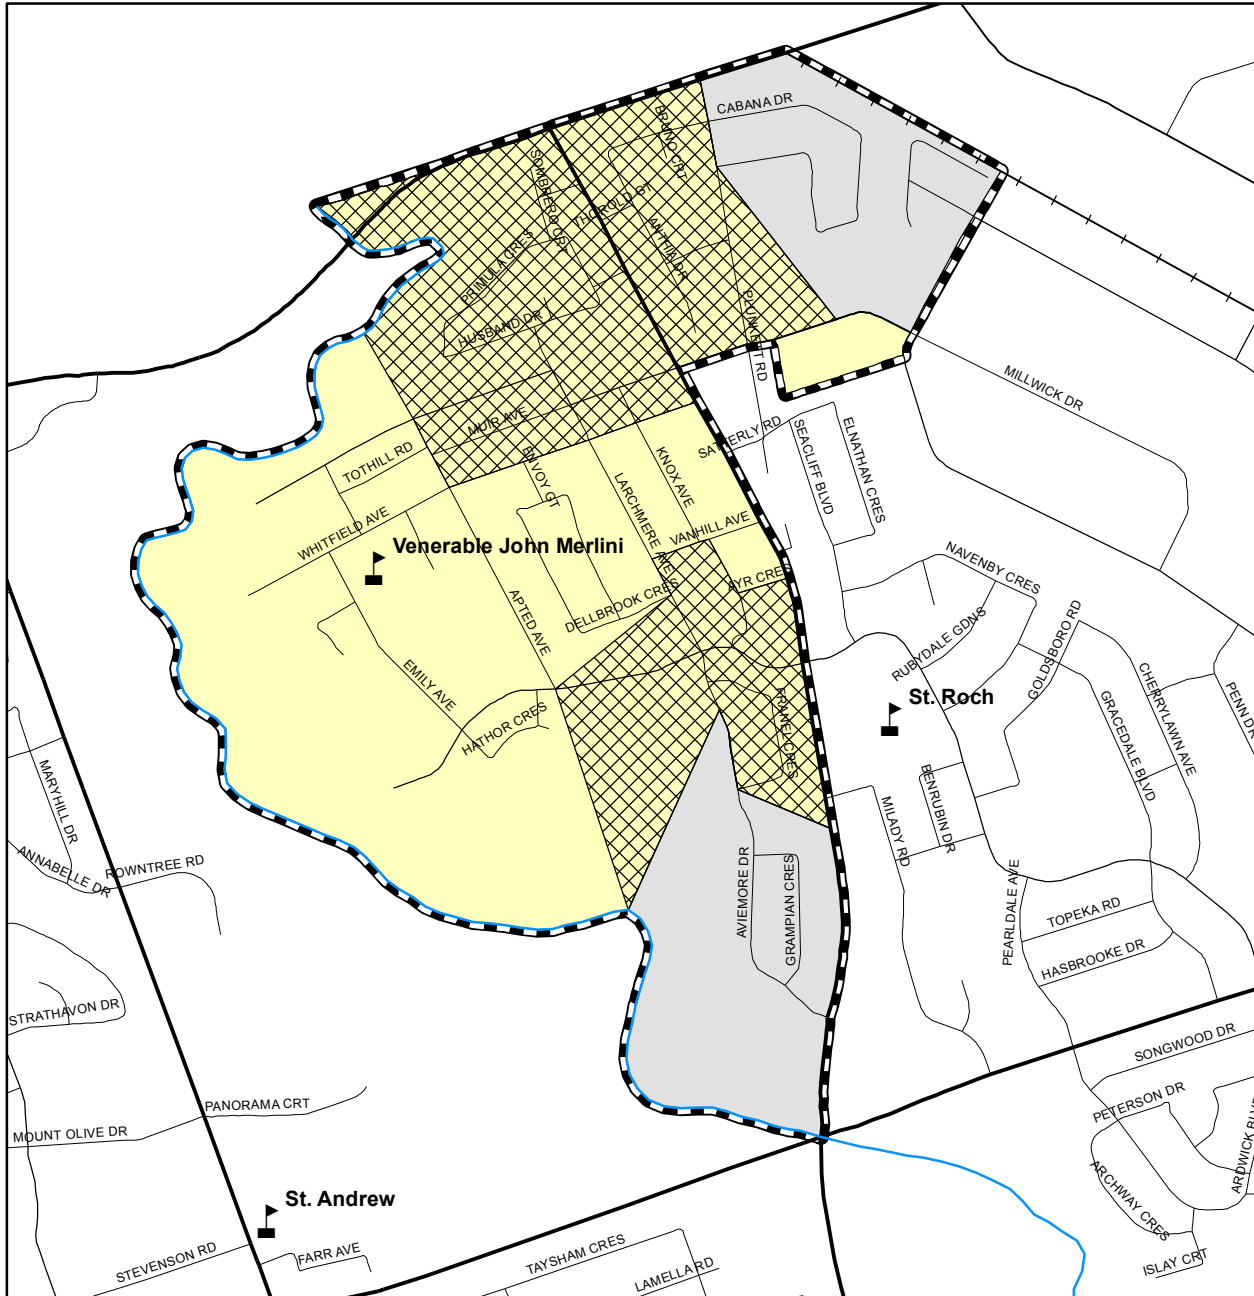 CABANA DR
BRUNO CRT
SOMBRERO CRT
THOROLD GT
ANTHIA DR
PRIMULA CRES
HUSBAND DR
PLUNKETT RD
MILLWICK DR
MUIR AVE
TOTHILL RD
SATTERLY RD
SEACLIFF BLVD
ELNATHAN CRES
ENVOY GT
KNOX AVE
LARCHMERE AVE
WHITFIELD AVE
VANHILL AVE
Venerable John Merlini
AYR CRES
NAVENBY CRES
APTED AVE
DELLBROOK CRES
RUBYDALE GDNS
GOLDSBORO RD
EMILY AVE
CHERRYLAWN AVE
PENN DR
St. Roch
HATHOR CRES
FRANEL CRES
GRACEDALE BLVD
MARYHILL DR
BENRUBIN DR
MILADY RD
ANNABELLE DR
ROWNTREE RD
AVIEMORE DR
GRAMPIAN CRES
PEARLDALE AVE
TOPEKA RD
HASBROOKE DR
STRATHAVON DR
SONGWOOD DR
PETERSON DR
PANORAMA CRT
MOUNT OLIVE DR
ARDWICK BLVD
ARCHWAY CRES
St. Andrew
STEVENSON RD
FARR AVE
TAYSHAM CRES
LAMELLA RD
ISLAY CRT